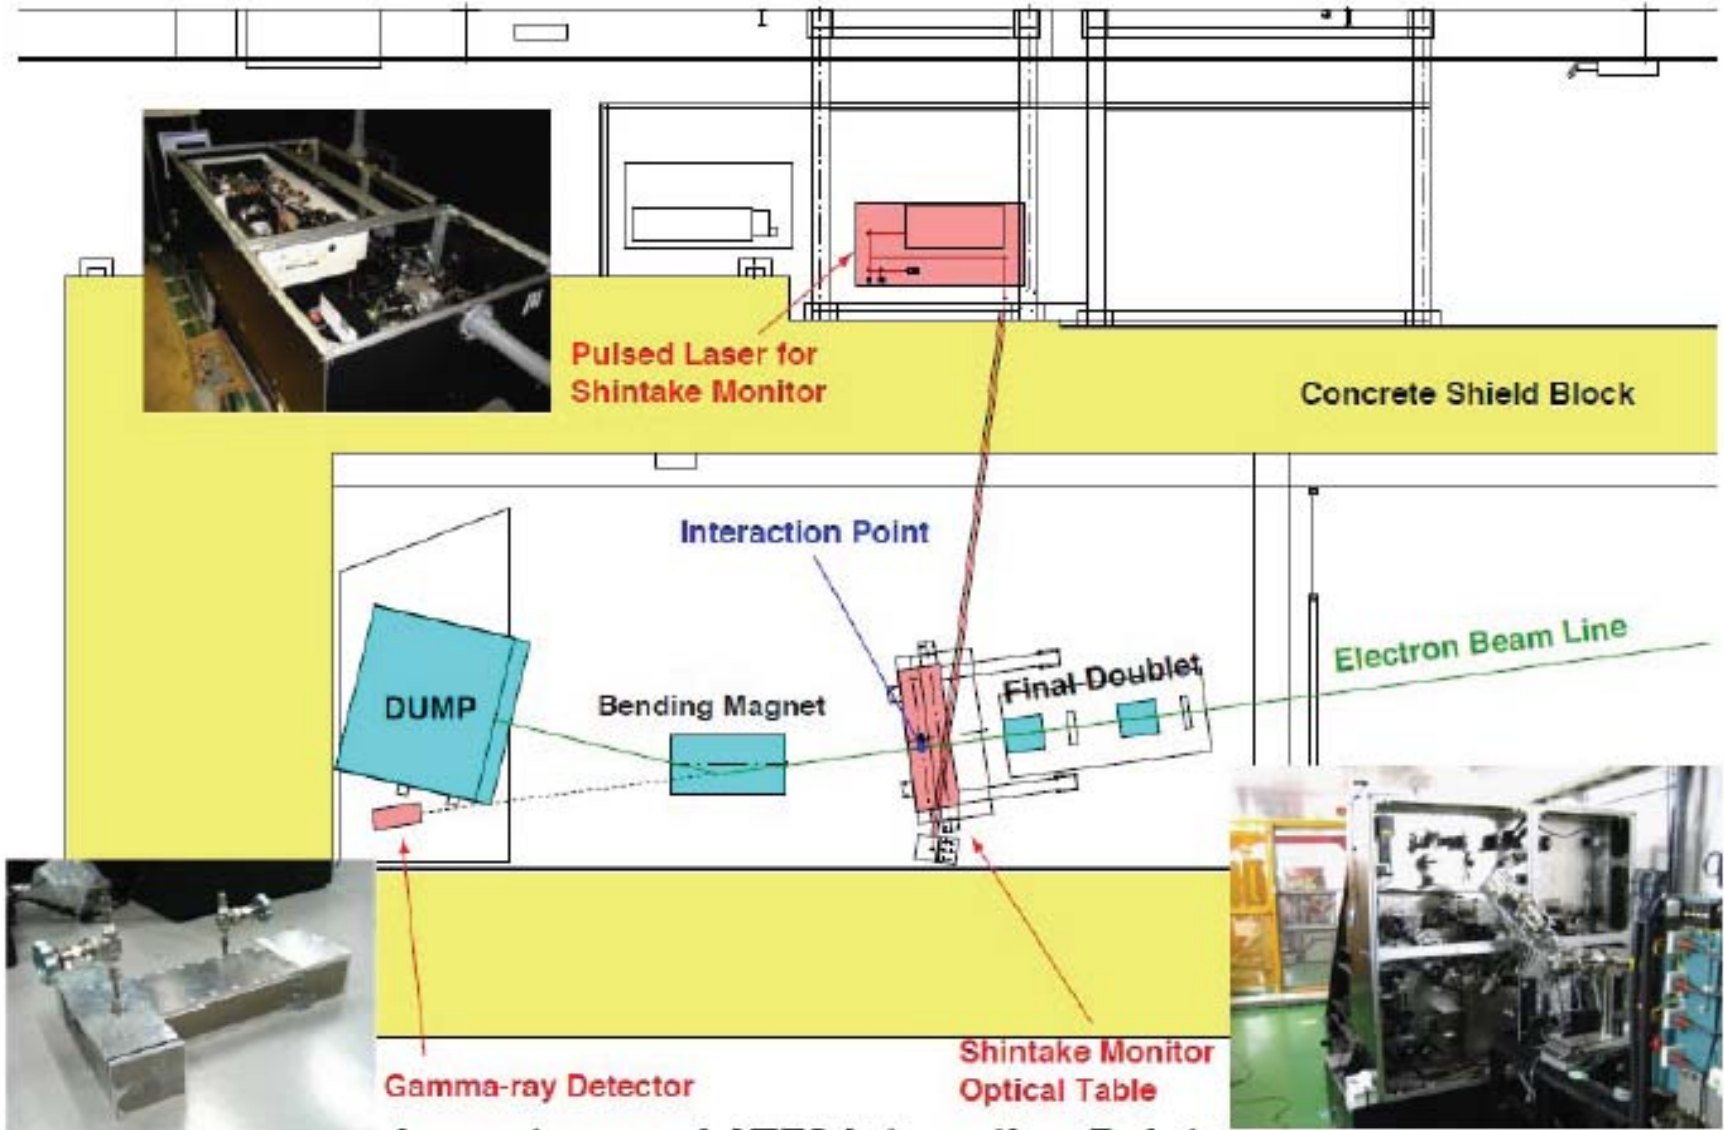 Pulsed Laser for
Shintake Monitor
Concrete Shield Block
Interaction Point
Electron Beam Line
Final Doublet
Bending Magnet
DUMP
Shintake Monitor
Optical Table
Gamma-ray Detector